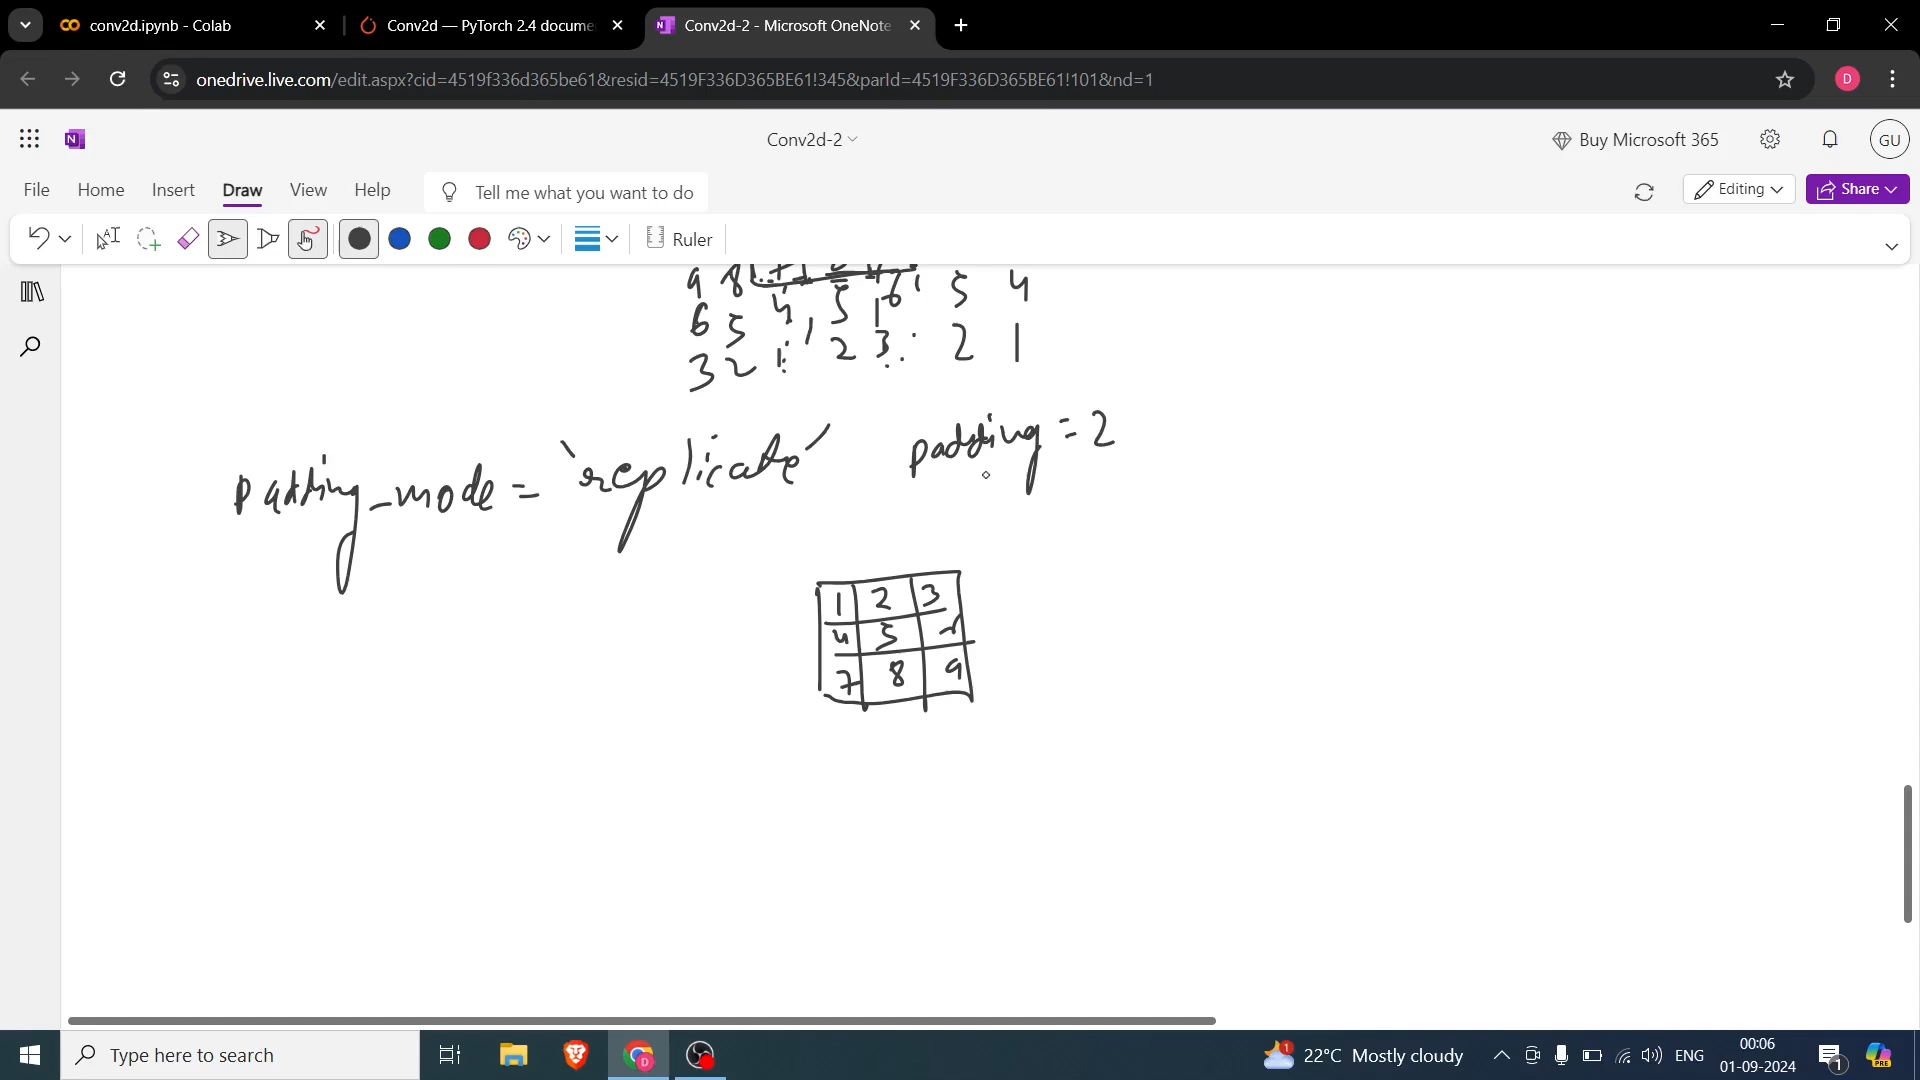 conv2d.ipynb - Colab
Conv2d — PyTorch 2.4 docume
Conv2d-2 - Microsoft OneNote
onedrive.live.com/edit.aspx?cid=4519f336d365be61&resid=4519F336D365BE61!345&parId=4519F336D365BE61!101&nd=1
D
Conv2d-2
Buy Microsoft 365
GU
File Home Insert Draw View Help Tell me what you want to do
Editing
Share
Ruler
9 8 5 4
6 5 4 5 6
3 2 1 2 3 2 1
padding_mode = 'replicate' padding = 2
1 2 3
4 5
7 8 9
Type here to search
1
22°C Mostly cloudy
ENG
00:06
01-09-2024
1
PRE